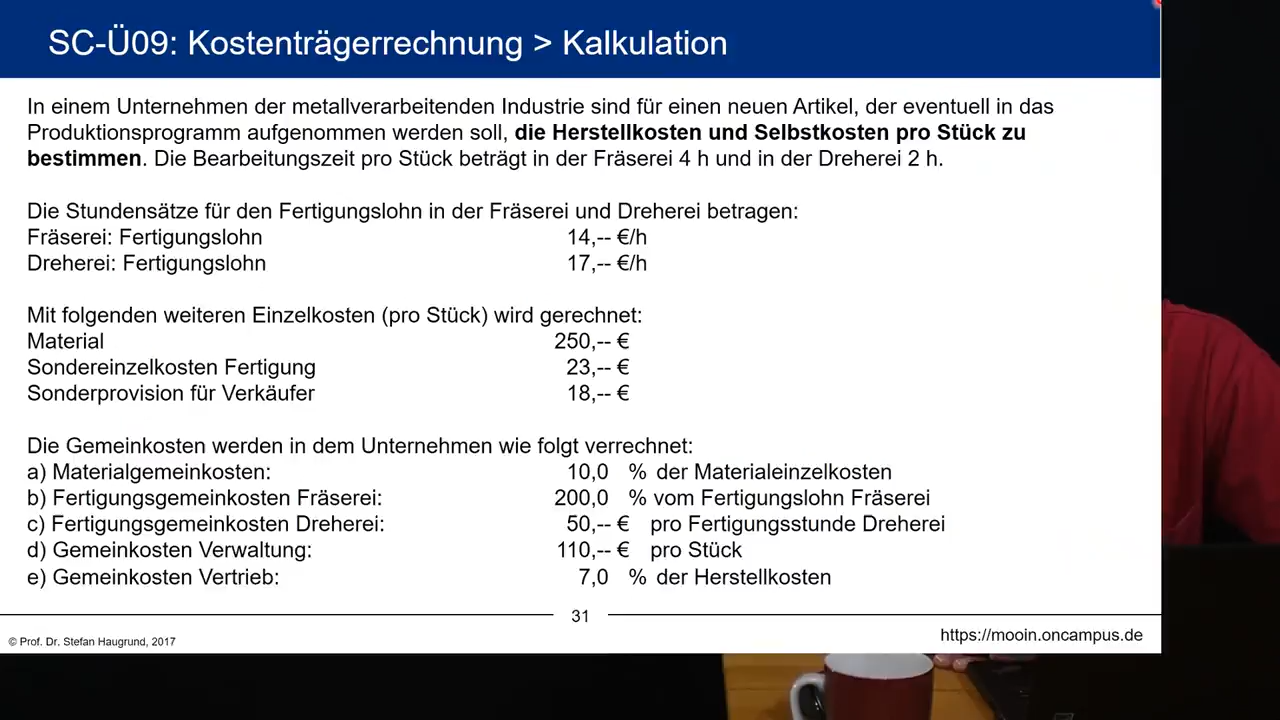 SC-Ü09: Kostenträgerrechnung > Kalkulation
In einem Unternehmen der metallverarbeitenden Industrie sind für einen neuen Artikel, der eventuell in das
Produktionsprogramm aufgenommen werden soll, die Herstellkosten und Selbstkosten pro Stück zu
bestimmen. Die Bearbeitungszeit pro Stück beträgt in der Fräserei 4 h und in der Dreherei 2 h.
Die Stundensätze für den Fertigungslohn in der Fräserei und Dreherei betragen:
Fräserei: Fertigungslohn 14,-- €/h
Dreherei: Fertigungslohn 17,-- €/h
Mit folgenden weiteren Einzelkosten (pro Stück) wird gerechnet:
Material 250,-- €
Sondereinzelkosten Fertigung 23,-- €
Sonderprovision für Verkäufer 18,-- €
Die Gemeinkosten werden in dem Unternehmen wie folgt verrechnet:
a) Materialgemeinkosten: 10,0 % der Materialeinzelkosten
b) Fertigungsgemeinkosten Fräserei: 200,0 % vom Fertigungslohn Fräserei
c) Fertigungsgemeinkosten Dreherei: 50,-- € pro Fertigungsstunde Dreherei
d) Gemeinkosten Verwaltung: 110,-- € pro Stück
e) Gemeinkosten Vertrieb: 7,0 % der Herstellkosten
31
© Prof. Dr. Stefan Haugrund, 2017
https://mooin.oncampus.de